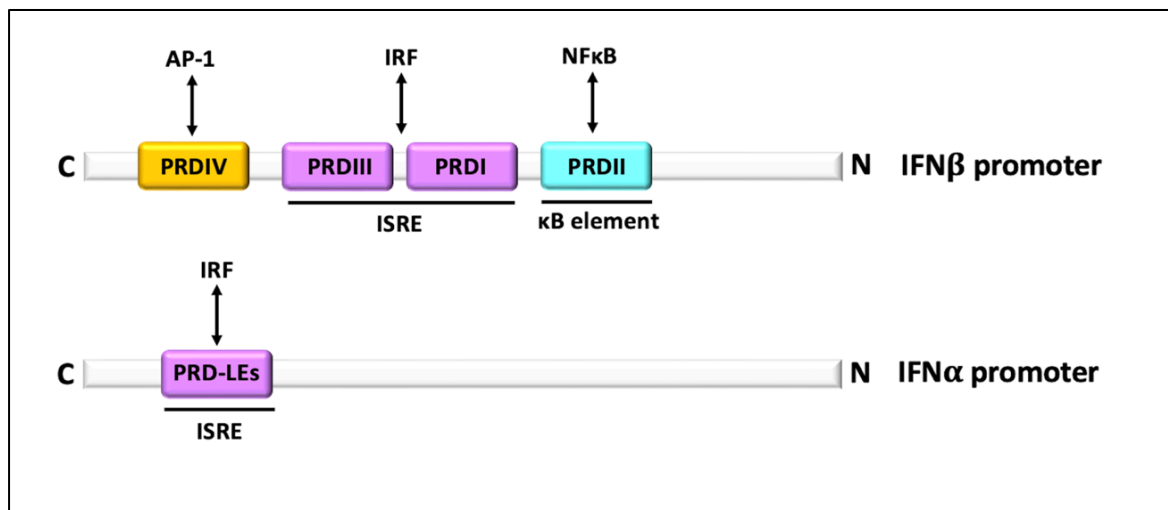 AP-1 IRF NFκB
C PRDIV PRDIII PRDI PRDII N IFNβ promoter
ISRE κB element
IRF
C PRD-LEs N IFNα promoter
ISRE